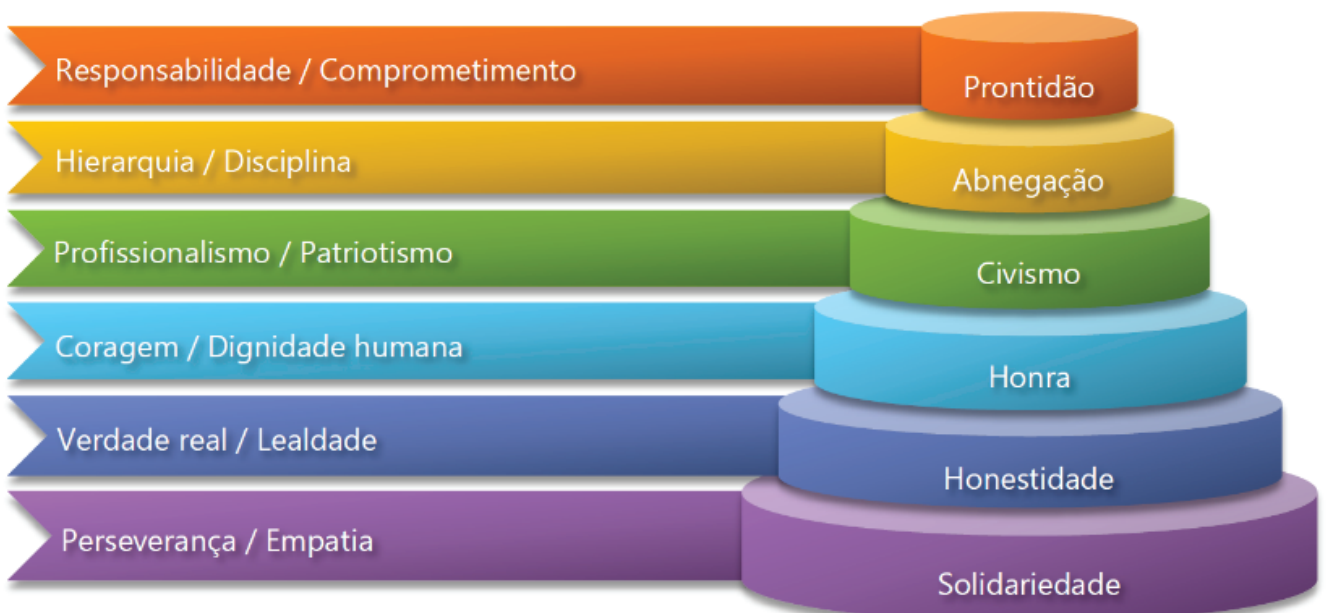 Responsabilidade / Comprometimento
Prontidão
Hierarquia / Disciplina
Abnegação
Profissionalismo / Patriotismo
Civismo
Coragem / Dignidade humana
Honra
Verdade real / Lealdade
Honestidade
Perseverança / Empatia
Solidariedade